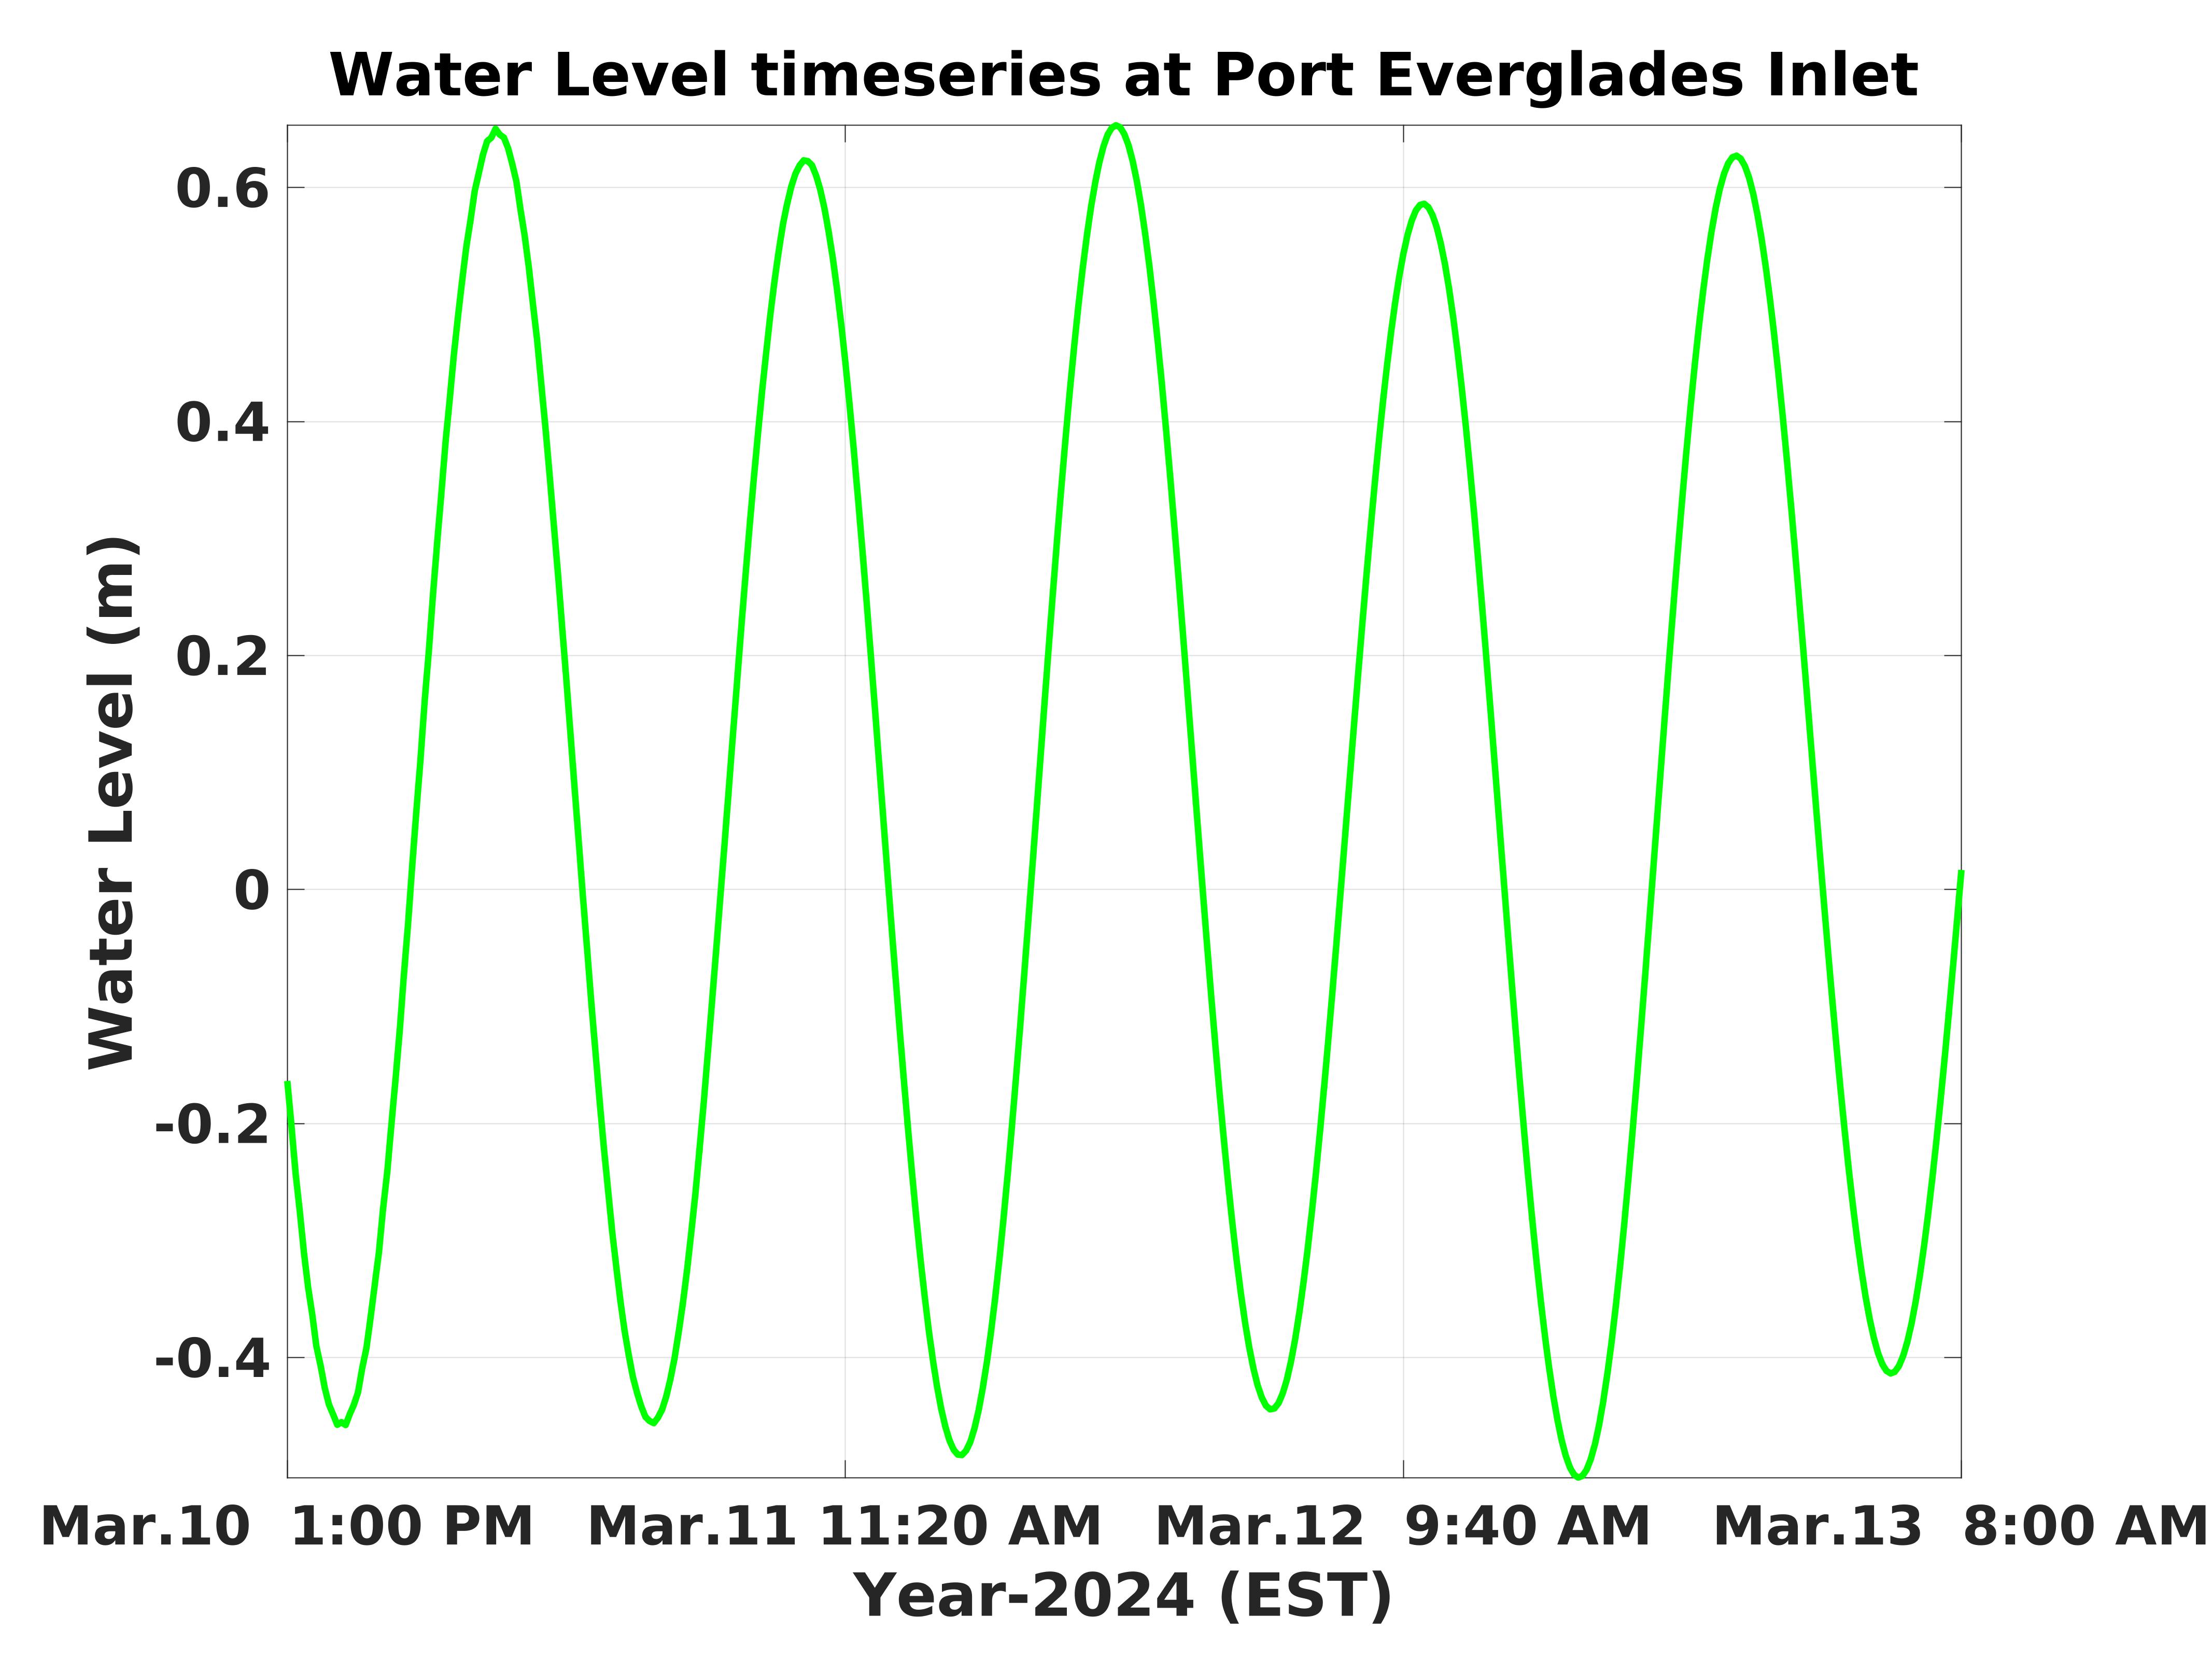 Water Level timeseries at Port Everglades Inlet
0.6
0.4
0.2
0
-0.2
-0.4
Water Level (m)
Mar.10 1:00 PM Mar.11 11:20 AM Mar.12 9:40 AM Mar.13 8:00 AM
Year-2024 (EST)